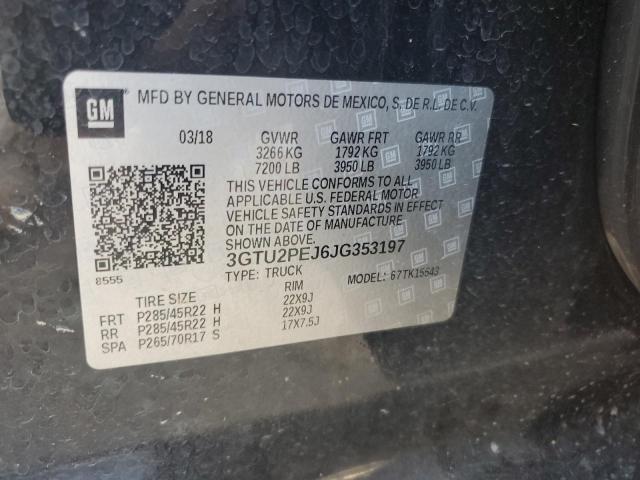 GM MFD BY GENERAL MOTORS DE MEXICO, S. DE R.L. DE C.V.
03/18 GVWR GAWR FRT GAWR RR
3266 KG 1792 KG 1792 KG
7200 LB 3950 LB 3950 LB
THIS VEHICLE CONFORMS TO ALL
APPLICABLE U.S. FEDERAL MOTOR
VEHICLE SAFETY STANDARDS IN EFFECT
ON THE DATE OF MANUFACTURE
SHOWN ABOVE.
8555 3GTU2PEJ6JG353197
TYPE: TRUCK MODEL: 67TK15543
TIRE SIZE RIM
FRT P285/45R22 H 22X9J
RR P285/45R22 H 22X9J
SPA P265/70R17 S 17X7.5J